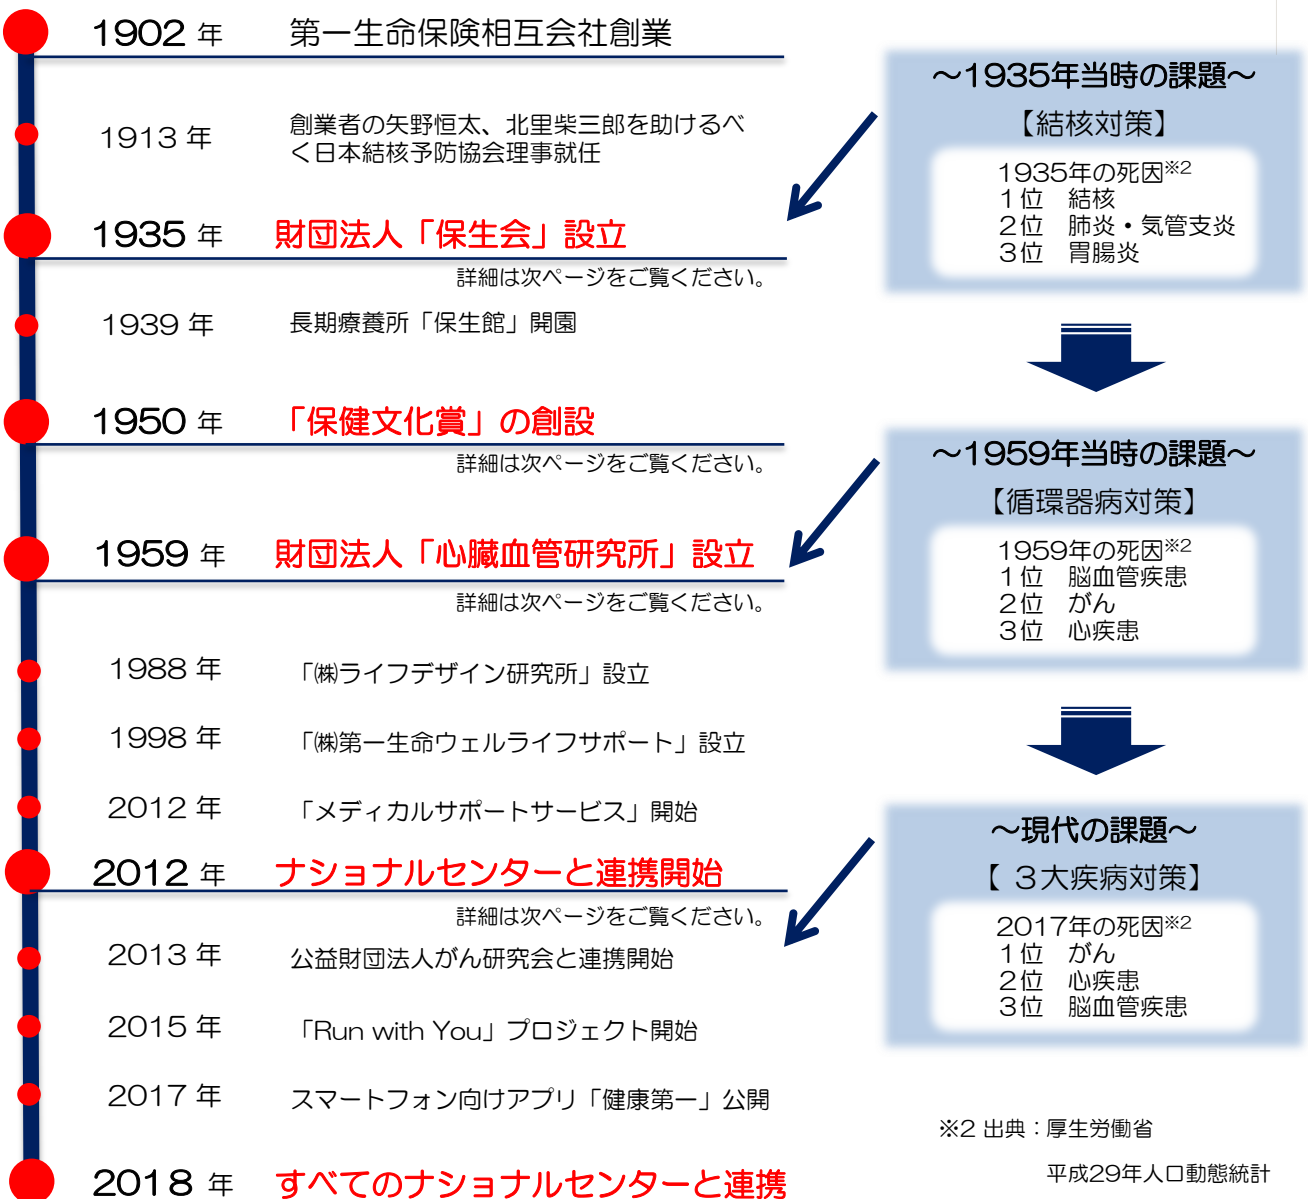 1902 年 第一生命保険相互会社創業
1913 年 創業者の矢野恒太、北里柴三郎を助けるべ
く日本結核予防協会理事就任
1935 年 財団法人「保生会」設立
詳細は次ページをご覧ください。
1939 年 長期療養所「保生館」開園
1950 年 「保健文化賞」の創設
詳細は次ページをご覧ください。
1959 年 財団法人「心臓血管研究所」設立
詳細は次ページをご覧ください。
1988 年 「㈱ライフデザイン研究所」設立
1998 年 「㈱第一生命ウェルライフサポート」設立
2012 年 「メディカルサポートサービス」開始
2012 年 ナショナルセンターと連携開始
詳細は次ページをご覧ください。
2013 年 公益財団法人がん研究会と連携開始
2015 年 「Run with You」プロジェクト開始
2017 年 スマートフォン向けアプリ「健康第一」公開
2018 年 すべてのナショナルセンターと連携
～1935年当時の課題～
【結核対策】
1935年の死因※2
1位 結核
2位 肺炎・気管支炎
3位 胃腸炎
～1959年当時の課題～
【循環器病対策】
1959年の死因※2
1位 脳血管疾患
2位 がん
3位 心疾患
～現代の課題～
【 3大疾病対策】
2017年の死因※2
1位 がん
2位 心疾患
3位 脳血管疾患
※2 出典：厚生労働省
平成29年人口動態統計